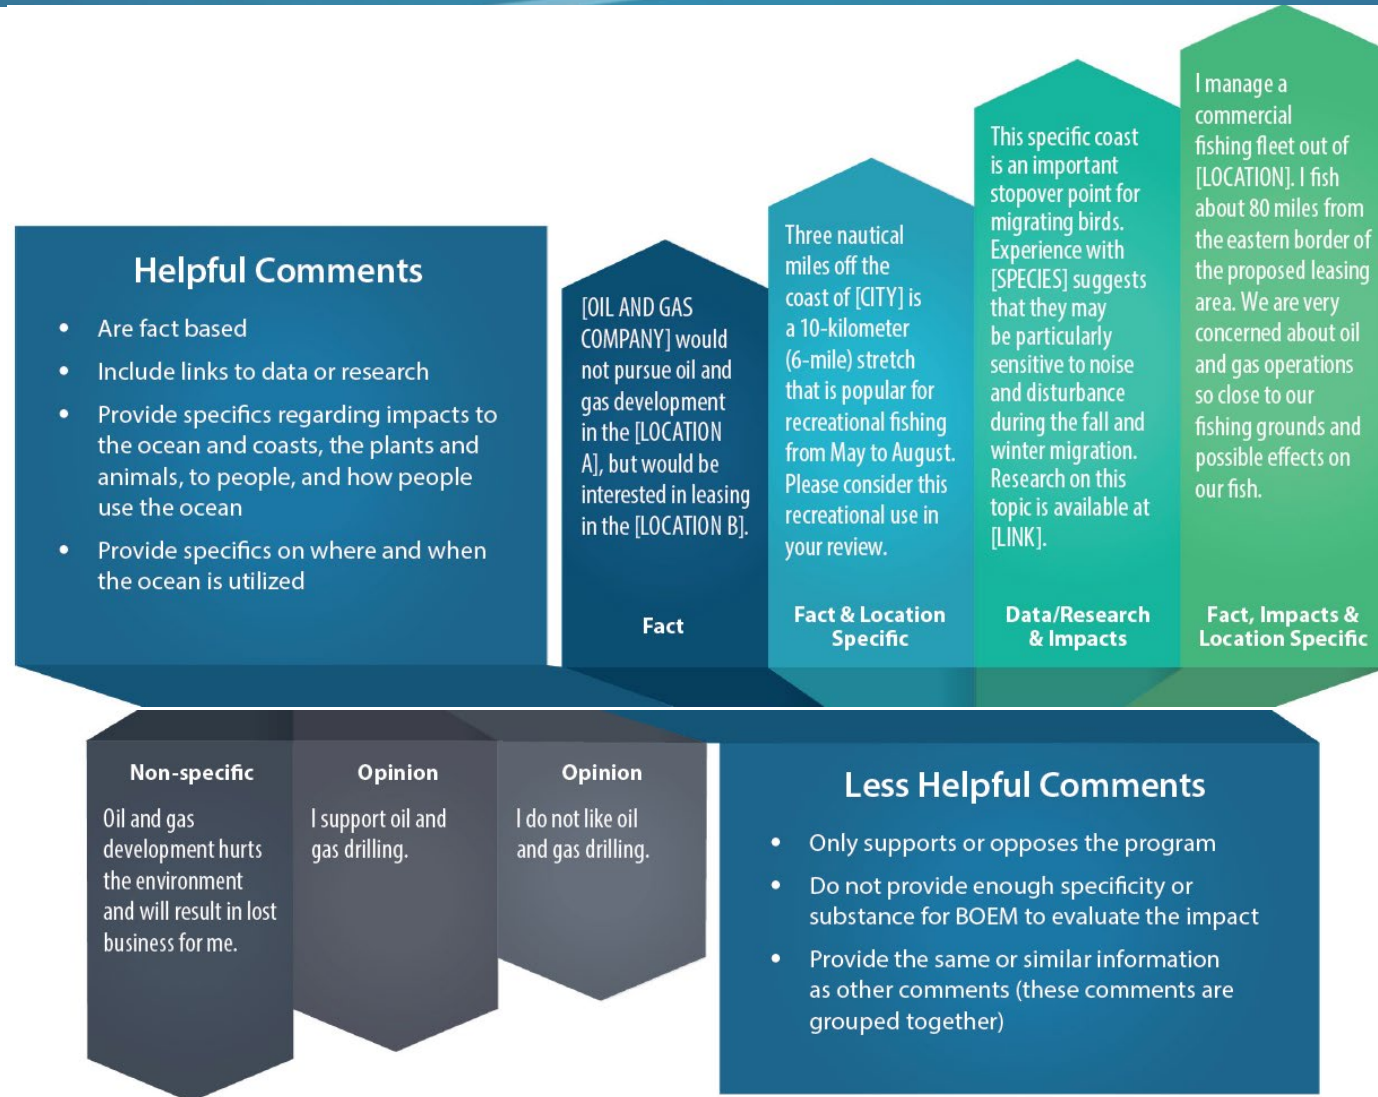 Helpful Comments
• Are fact based
• Include links to data or research
• Provide specifics regarding impacts to
the ocean and coasts, the plants and
animals, to people, and how people
use the ocean
• Provide specifics on where and when
the ocean is utilized
[OIL AND GAS
COMPANY] would
not pursue oil and
gas development
in the [LOCATION
A], but would be
interested in leasing
in the [LOCATION B].
Fact
Three nautical
miles off the
coast of [CITY] is
a 10-kilometer
(6-mile) stretch
that is popular for
recreational fishing
from May to August.
Please consider this
recreational use in
your review.
Fact & Location
Specific
This specific coast
is an important
stopover point for
migrating birds.
Experience with
[SPECIES] suggests
that they may
be particularly
sensitive to noise
and disturbance
during the fall and
winter migration.
Research on this
topic is available at
[LINK].
Data/Research
& Impacts
I manage a
commercial
fishing fleet out of
[LOCATION]. I fish
about 80 miles from
the eastern border of
the proposed leasing
area. We are very
concerned about oil
and gas operations
so close to our
fishing grounds and
possible effects on
our fish.
Fact, Impacts &
Location Specific
Non-specific
Oil and gas
development hurts
the environment
and will result in lost
business for me.
Opinion
I support oil and
gas drilling.
Opinion
I do not like oil
and gas drilling.
Less Helpful Comments
• Only supports or opposes the program
• Do not provide enough specificity or
substance for BOEM to evaluate the impact
• Provide the same or similar information
as other comments (these comments are
grouped together)